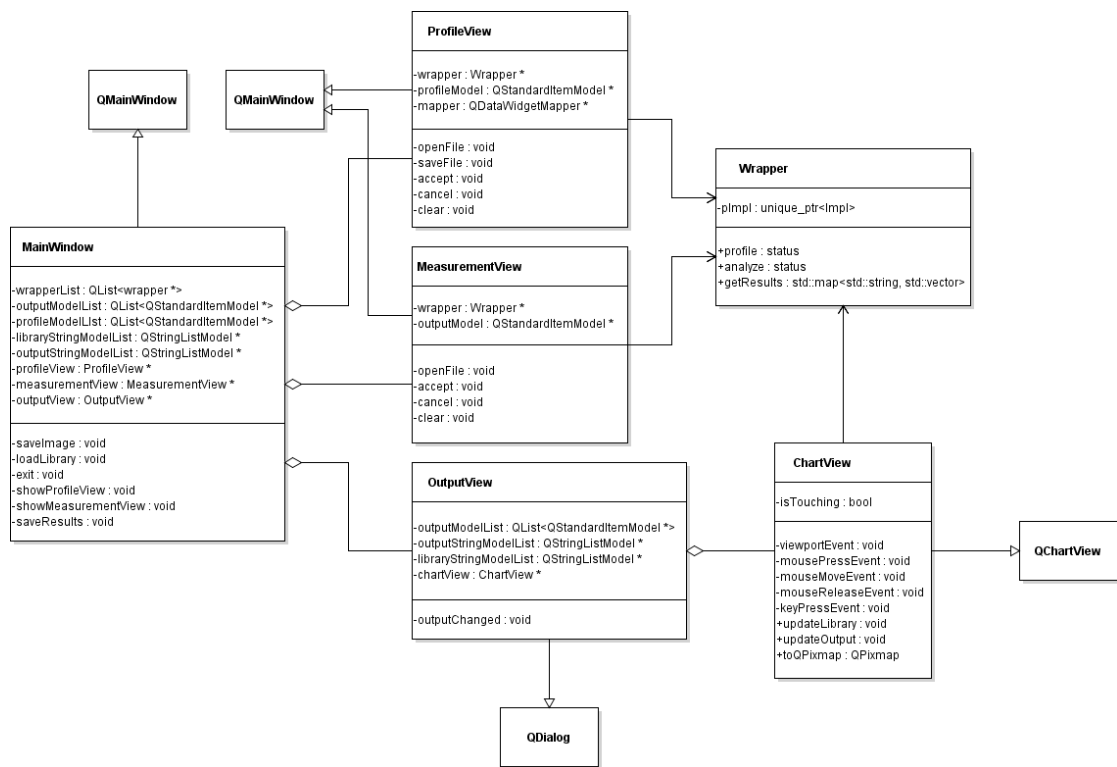 ProfileView
-wrapper : Wrapper *
-profileModel : QStandardItemModel *
-mapper : QDataWidgetMapper *
-openFile : void
-saveFile : void
-accept : void
-cancel : void
-clear : void
QMainWindow
QMainWindow
Wrapper
-pImpl : unique_ptr<Impl>
+profile : status
+analyze : status
+getResults : std::map<std::string, std::vector>
MainWindow
-wrapperList : QList<wrapper *>
-outputModelList : QList<QStandardItemModel *>
-profileModelList : QList<QStandardItemModel *>
-libraryStringModelList : QStringListModel *
-outputStringModelList : QStringListModel *
-profileView : ProfileView *
-measurementView : MeasurementView *
-outputView : OutputView *
-saveImage : void
-loadLibrary : void
-exit : void
-showProfileView : void
-showMeasurementView : void
-saveResults : void
MeasurementView
-wrapper : Wrapper *
-outputModel : QStandardItemModel *
-openFile : void
-accept : void
-cancel : void
-clear : void
OutputView
-outputModelList : QList<QStandardItemModel *>
-outputStringModelList : QStringListModel *
-libraryStringModelList : QStringListModel *
-chartView : ChartView *
-outputChanged : void
ChartView
-isTouching : bool
-viewportEvent : void
-mousePressEvent : void
-mouseMoveEvent : void
-mouseReleaseEvent : void
-keyPressEvent : void
+updateLibrary : void
+updateOutput : void
+toQPixmap : QPixmap
QChartView
QDialog